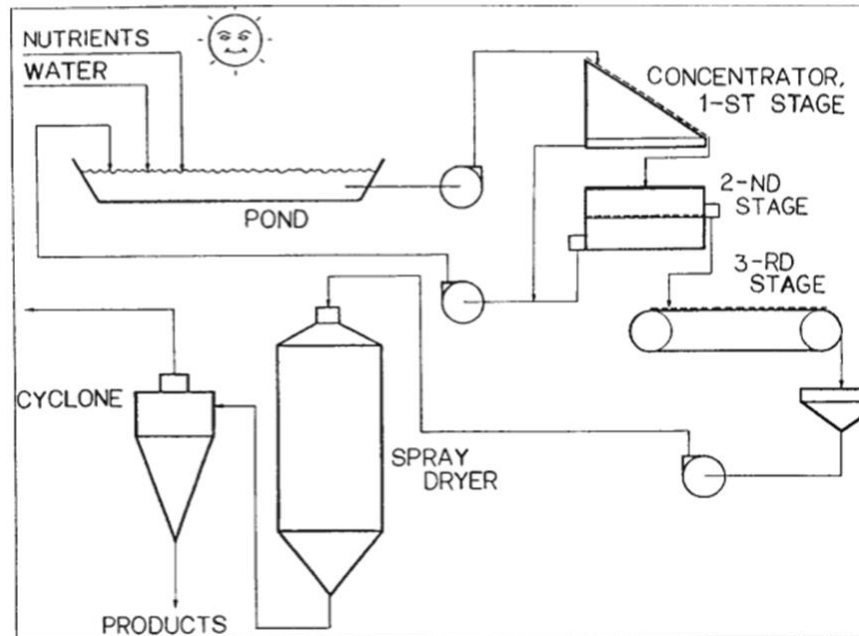 NUTRIENTS
WATER
CONCENTRATOR,
1-ST STAGE
POND
2-ND
STAGE
3-RD
STAGE
CYCLONE
SPRAY
DRYER
PRODUCTS